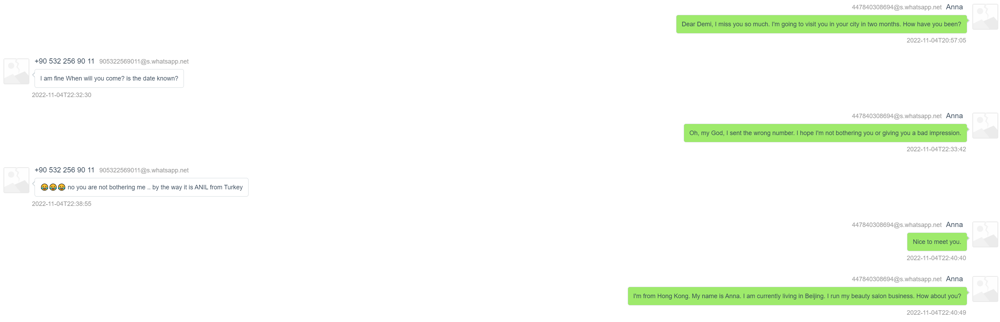 447840308694@s.whatsapp.net Anna
Dear Demi, I miss you so much. I'm going to visit you in your city in two months. How have you been?
2022-11-04T20:57:05
+90 532 256 90 11 905322569011@s.whatsapp.net
I am fine When will you come? is the date known?
2022-11-04T22:32:30
447840308694@s.whatsapp.net Anna
Oh, my God, I sent the wrong number. I hope I'm not bothering you or giving you a bad impression.
2022-11-04T22:33:42
+90 532 256 90 11 905322569011@s.whatsapp.net
😂😂😂 no you are not bothering me .. by the way it is ANIL from Turkey
2022-11-04T22:38:55
447840308694@s.whatsapp.net Anna
Nice to meet you.
2022-11-04T22:40:40
447840308694@s.whatsapp.net Anna
I'm from Hong Kong. My name is Anna. I am currently living in Beijing. I run my beauty salon business. How about you?
2022-11-04T22:40:49